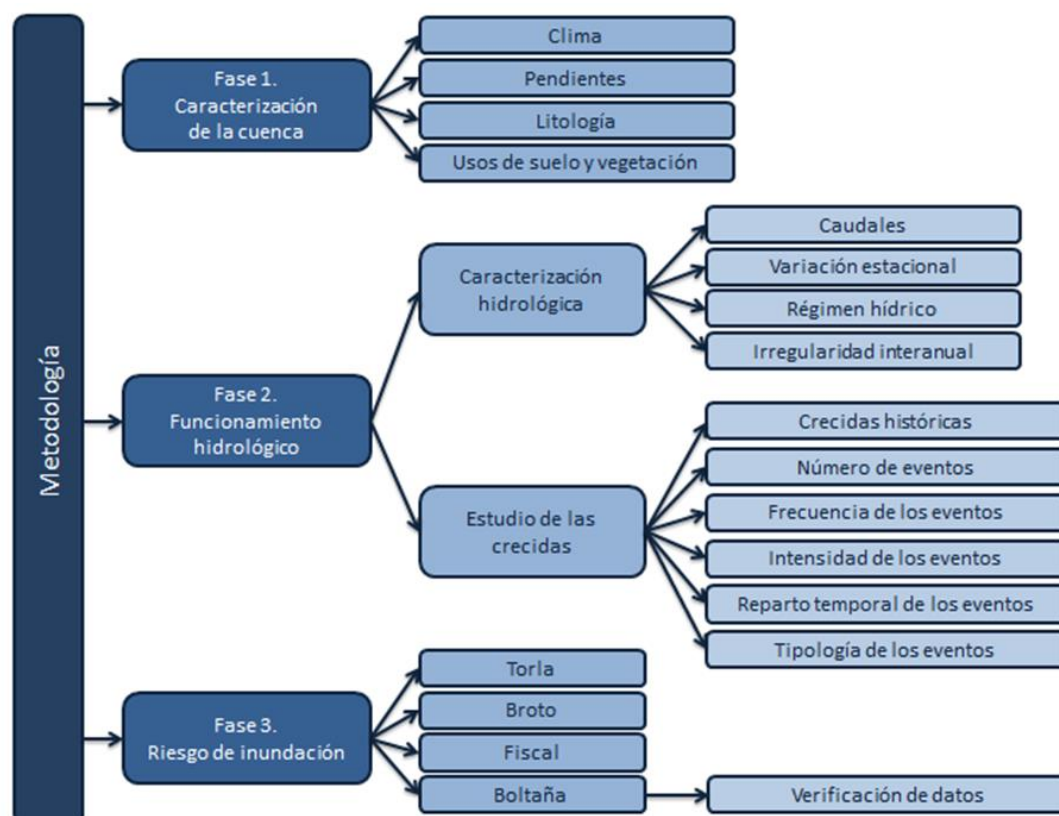 Metodología
Fase 1.
Caracterización
de la cuenca
Clima
Pendientes
Litología
Usos de suelo y vegetación
Fase 2.
Funcionamiento
hidrológico
Caracterización
hidrológica
Caudales
Variación estacional
Régimen hídrico
Irregularidad interanual
Estudio de las
crecidas
Crecidas históricas
Número de eventos
Frecuencia de los eventos
Intensidad de los eventos
Reparto temporal de los eventos
Tipología de los eventos
Fase 3.
Riesgo de inundación
Torla
Broto
Fiscal
Boltaña
Verificación de datos